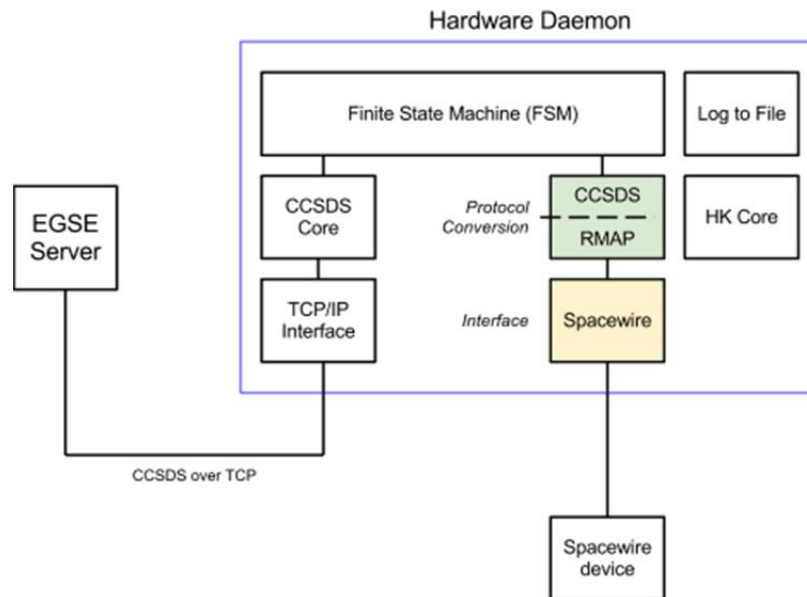 Hardware Daemon
Finite State Machine (FSM)
Log to File
EGSE
Server
CCSDS
Core
Protocol
Conversion
CCSDS
RMAP
HK Core
TCP/IP
Interface
Interface
Spacewire
CCSDS over TCP
Spacewire
device